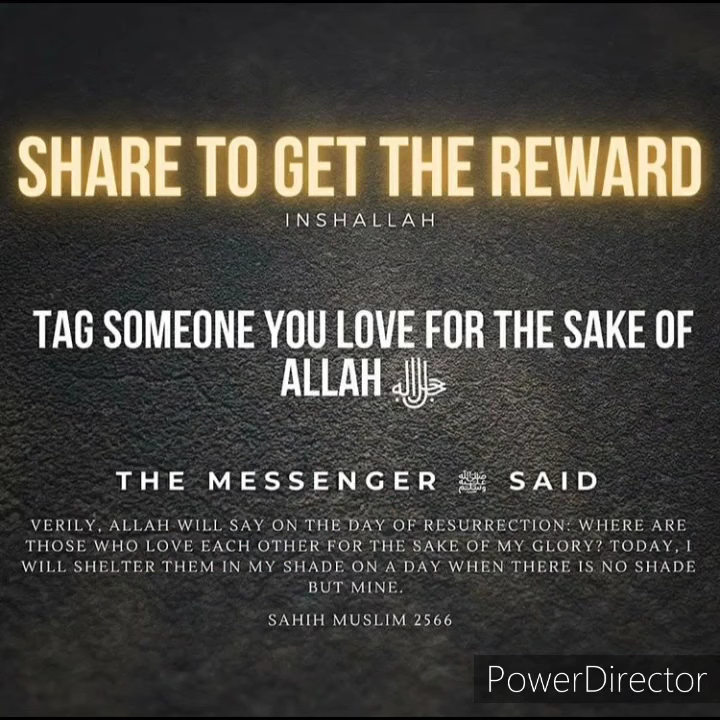 SHARE TO GET THE REWARD
INSHALLAH
TAG SOMEONE YOU LOVE FOR THE SAKE OF
ALLAH ﷻ
THE MESSENGER ﷺ SAID
VERILY, ALLAH WILL SAY ON THE DAY OF RESURRECTION: WHERE ARE
THOSE WHO LOVE EACH OTHER FOR THE SAKE OF MY GLORY? TODAY, I
WILL SHELTER THEM IN MY SHADE ON A DAY WHEN THERE IS NO SHADE
BUT MINE.
SAHIH MUSLIM 2566
PowerDirector